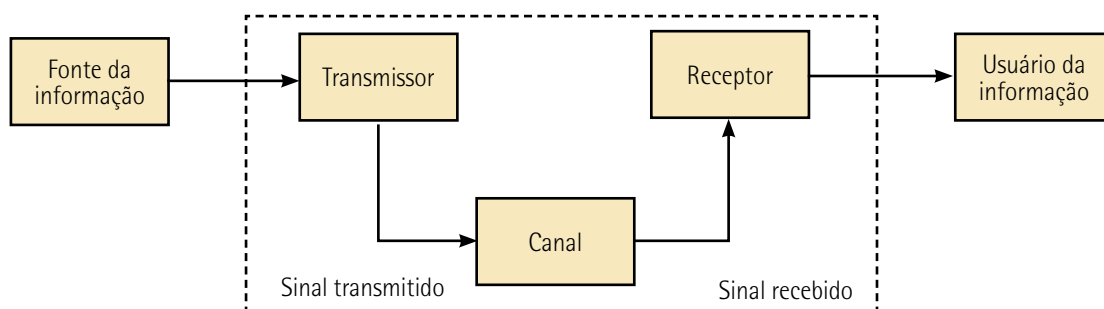 Fonte da
informação
Transmissor
Receptor
Usuário da
informação
Canal
Sinal transmitido
Sinal recebido